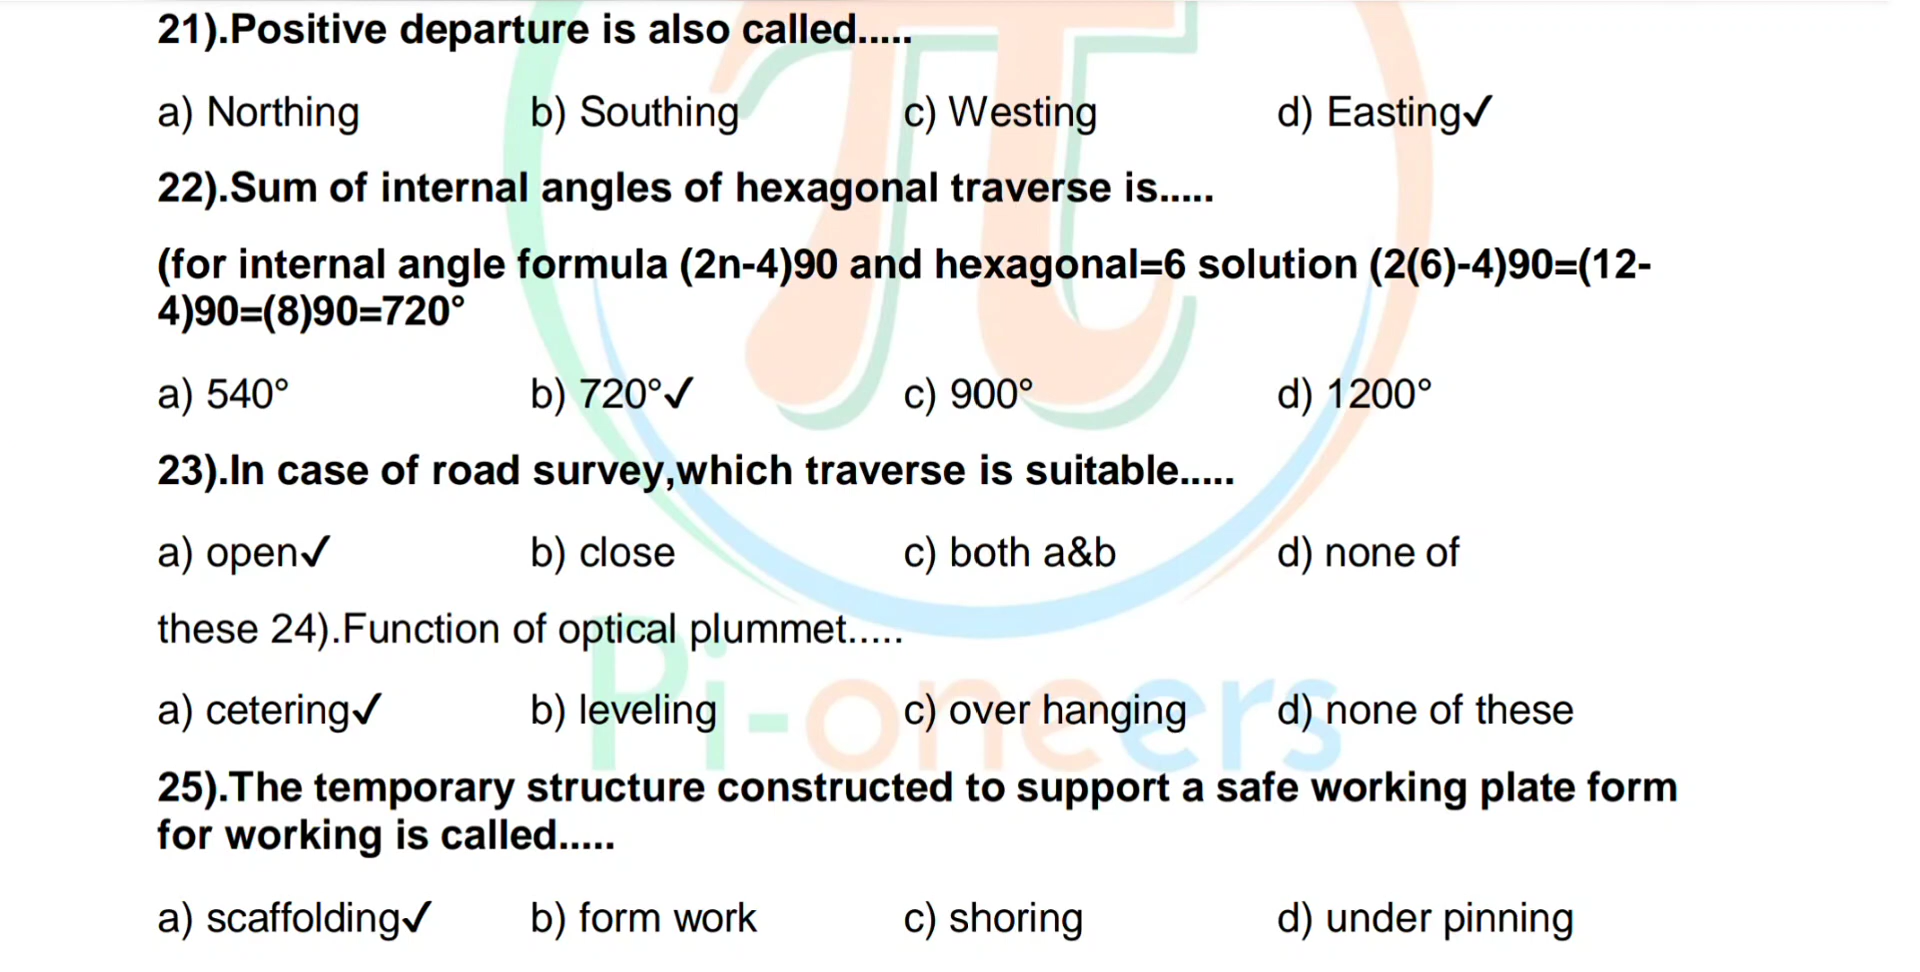 21).Positive departure is also called.....
a) Northing b) Southing c) Westing d) Easting✓
22).Sum of internal angles of hexagonal traverse is.....
(for internal angle formula (2n-4)90 and hexagonal=6 solution (2(6)-4)90=(12-
4)90=(8)90=720°
a) 540° b) 720°✓ c) 900° d) 1200°
23).In case of road survey,which traverse is suitable.....
a) open✓ b) close c) both a&b d) none of
these 24).Function of optical plummet.....
a) cetering✓ b) leveling c) over hanging d) none of these
Pi-oneers
25).The temporary structure constructed to support a safe working plate form
for working is called.....
a) scaffolding✓ b) form work c) shoring d) under pinning